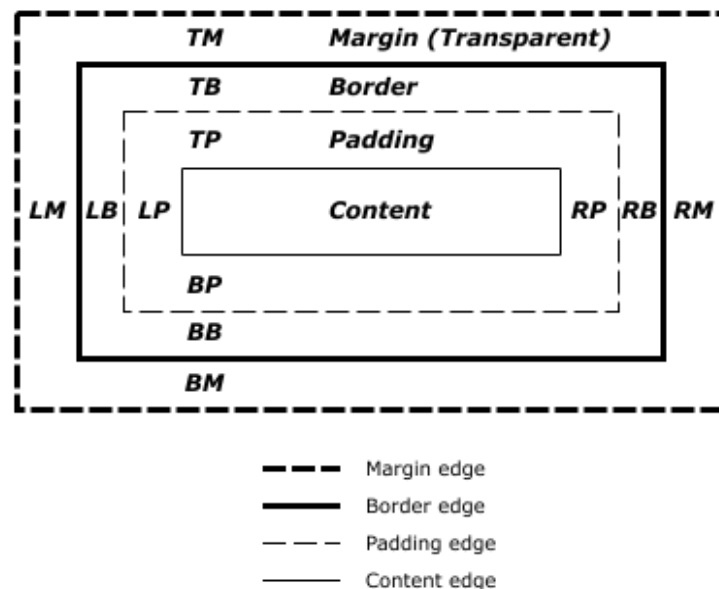 TM Margin (Transparent)
TB Border
TP Padding
LM LB LP Content RP RB RM
BP
BB
BM
Margin edge
Border edge
Padding edge
Content edge